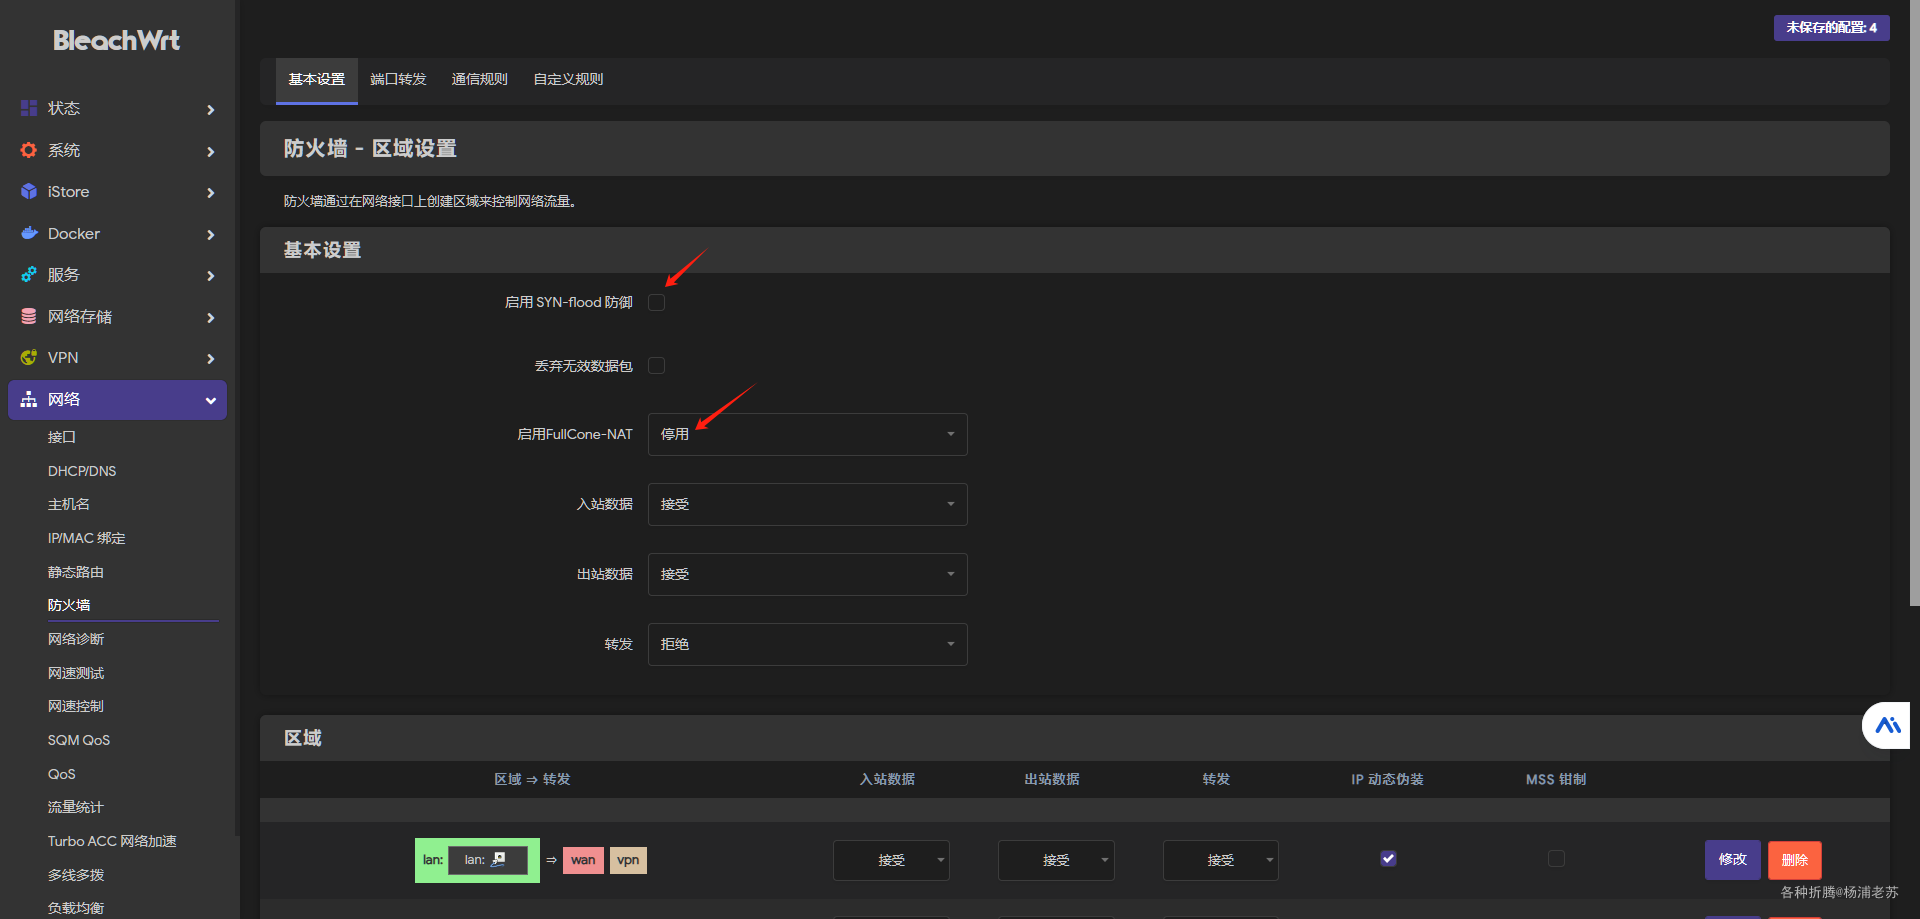 BleachWrt
状态
系统
iStore
Docker
服务
网络存储
VPN
网络
接口
DHCP/DNS
主机名
IP/MAC 绑定
静态路由
防火墙
网络诊断
网速测试
网速控制
SQM QoS
QoS
流量统计
Turbo ACC 网络加速
多线多拨
负载均衡
未保存的配置: 4
基本设置 端口转发 通信规则 自定义规则
防火墙 - 区域设置
防火墙通过在网络接口上创建区域来控制网络流量。
基本设置
启用 SYN-flood 防御
丢弃无效数据包
启用FullCone-NAT 停用
入站数据 接受
出站数据 接受
转发 拒绝
区域
区域 ⇒ 转发 入站数据 出站数据 转发 IP 动态伪装 MSS 钳制
lan: lan: ⇒ wan vpn 接受 接受 接受 修改 删除
各种折腾@杨浦老苏